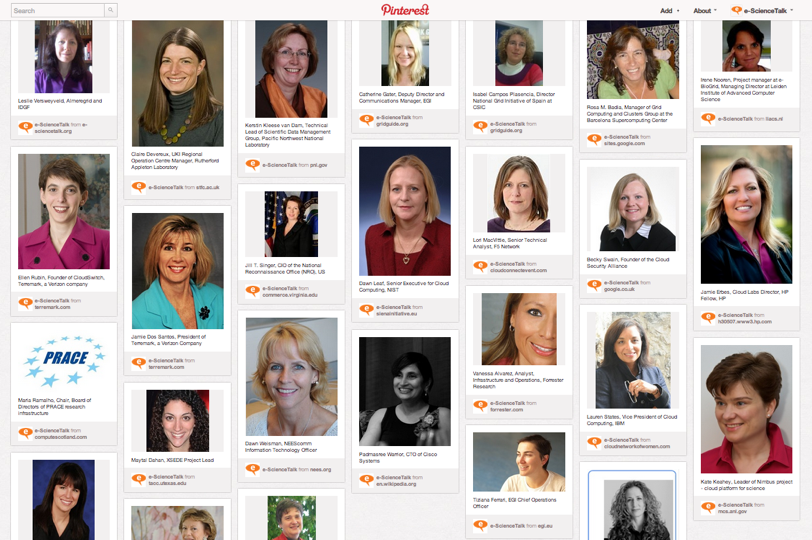 Search
Pinterest
Add
About
e-ScienceTalk
Leslie Versweyveld, AlmereGrid and
IDGF
e-ScienceTalk from e-
sciencetalk.org
Ellen Rubin, Founder of CloudSwitch,
Terremark, a Verizon company
e-ScienceTalk from
terremark.com
PRACE
Maria Ramalho, Chair, Board of
Directors of PRACE research
infrastructure
e-ScienceTalk from
computescotland.com
Claire Devereux, UKI Regional
Operation Centre Manager, Rutherford
Appleton Laboratory
e-ScienceTalk from stfc.ac.uk
Jamie Dos Santos, President of
Terremark, a Verizon Company
e-ScienceTalk from
terremark.com
Maytal Dahan, XSEDE Project Lead
e-ScienceTalk from
tacc.utexas.edu
Kerstin Kleese van Dam, Technical
Lead of Scientific Data Management
Group, Pacific Northwest National
Laboratory
e-ScienceTalk from pnl.gov
Jill T. Singer, CIO of the National
Reconnaissance Office (NRO), US
e-ScienceTalk from
commerce.virginia.edu
Dawn Weisman, NEEScomm
Information Technology Officer
e-ScienceTalk from nees.org
Catherine Gater, Deputy Director and
Communications Manager, EGI
e-ScienceTalk from
gridguide.org
Dawn Leaf, Senior Executive for Cloud
Computing, NIST
e-ScienceTalk from
sienainitiative.eu
Padmasree Warrior, CTO of Cisco
Systems
e-ScienceTalk from
en.wikipedia.org
Isabel Campos Plasencia, Director
National Grid Initiative of Spain at
CSIC
e-ScienceTalk from
gridguide.org
Lori MacVittie, Senior Technical
Analyst, F5 Network
e-ScienceTalk from
cloudconnectevent.com
Vanessa Alvarez, Analyst,
Infrastructure and Operations, Forrester
Research
e-ScienceTalk from
forrester.com
Tiziana Ferrari, EGI Chief Operations
Officer
e-ScienceTalk from egi.eu
Rosa M. Badia, Manager of Grid
Computing and Clusters Group at the
Barcelona Supercomputing Center
e-ScienceTalk from
sites.google.com
Becky Swain, Founder of the Cloud
Security Alliance
e-ScienceTalk from
google.co.uk
Lauren States, Vice President of Cloud
Computing, IBM
e-ScienceTalk from
cloudnetworkofwomen.com
Irene Nooren, Project manager at e-
BioGrid, Managing Director at Leiden
Institute of Advanced Computer
Science
e-ScienceTalk from liacs.nl
Jamie Erbes, Cloud Labs Director, HP
Fellow, HP
e-ScienceTalk from
h30507.www3.hp.com
Kate Keahey, Leader of Nimbus project
- cloud platform for science
e-ScienceTalk from
mcs.anl.gov